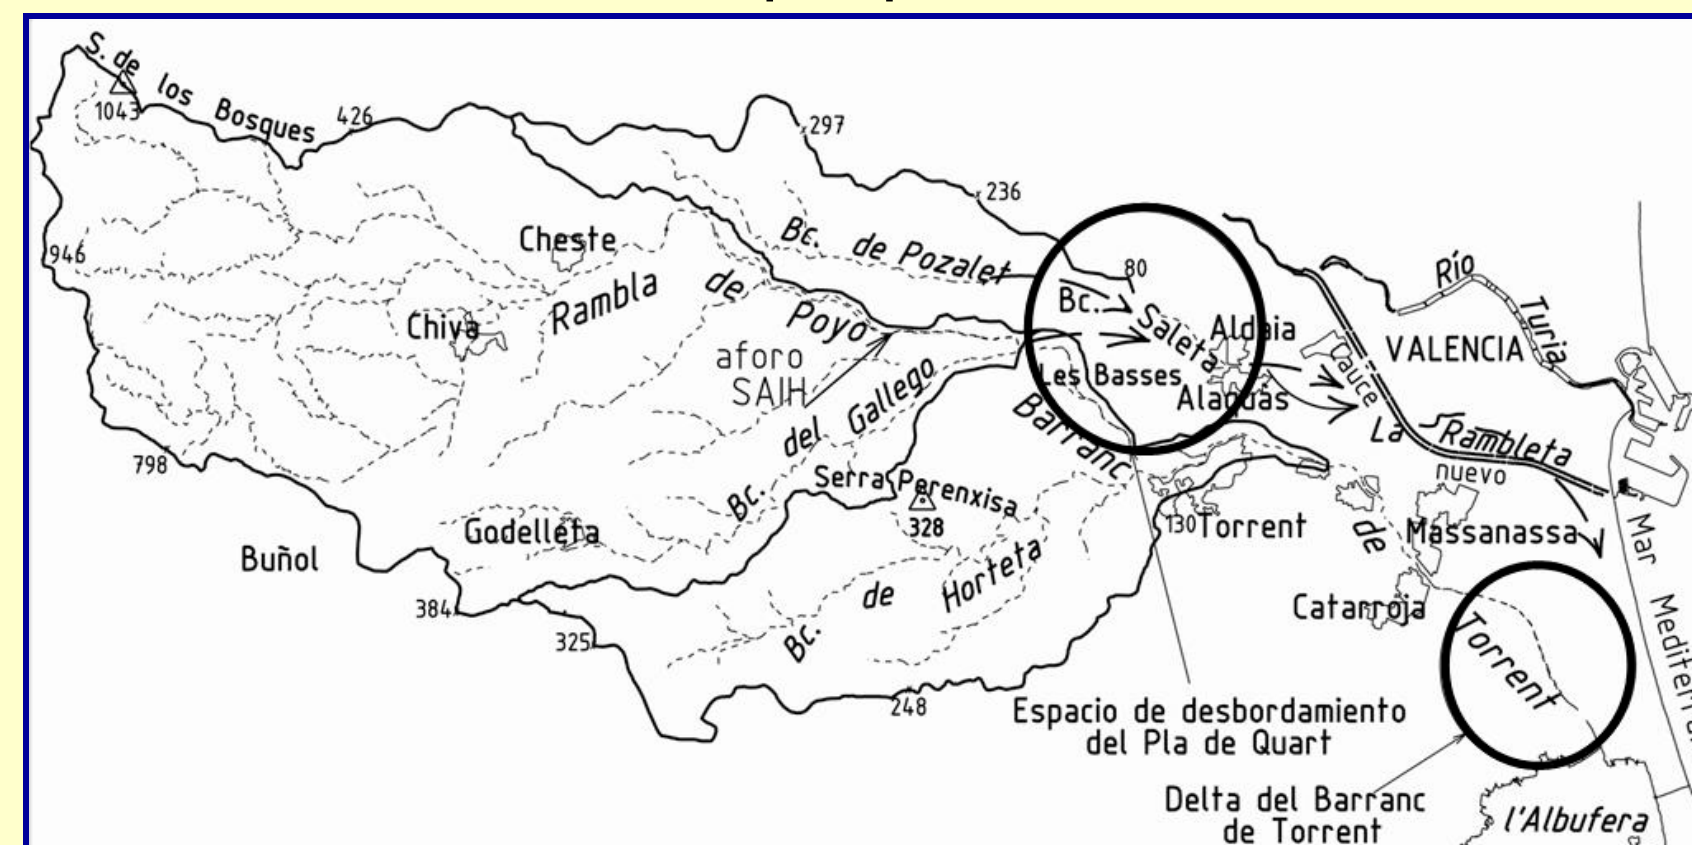 S. de los Bosques
1043
426
297
236
946
Cheste
Bc. de Pozalet
80
Río Turia
Bc. Saleta
Rambla de Poyo
Chiva
Aldaia
VALENCIA
aforo
SAIH
Les Basses
Cauce
Alaquàs
La Rambleta
nuevo
Bc. del Gallego
Barranc de Torrent
798
Serra Perenxisa
328
130
Torrent
Godelleta
Buñol
Massanassa
Mar
Bc. de Horteta
384
Catarroja
325
248
Espacio de desbordamiento
del Pla de Quart
Delta del Barranc
de Torrent
l'Albufera